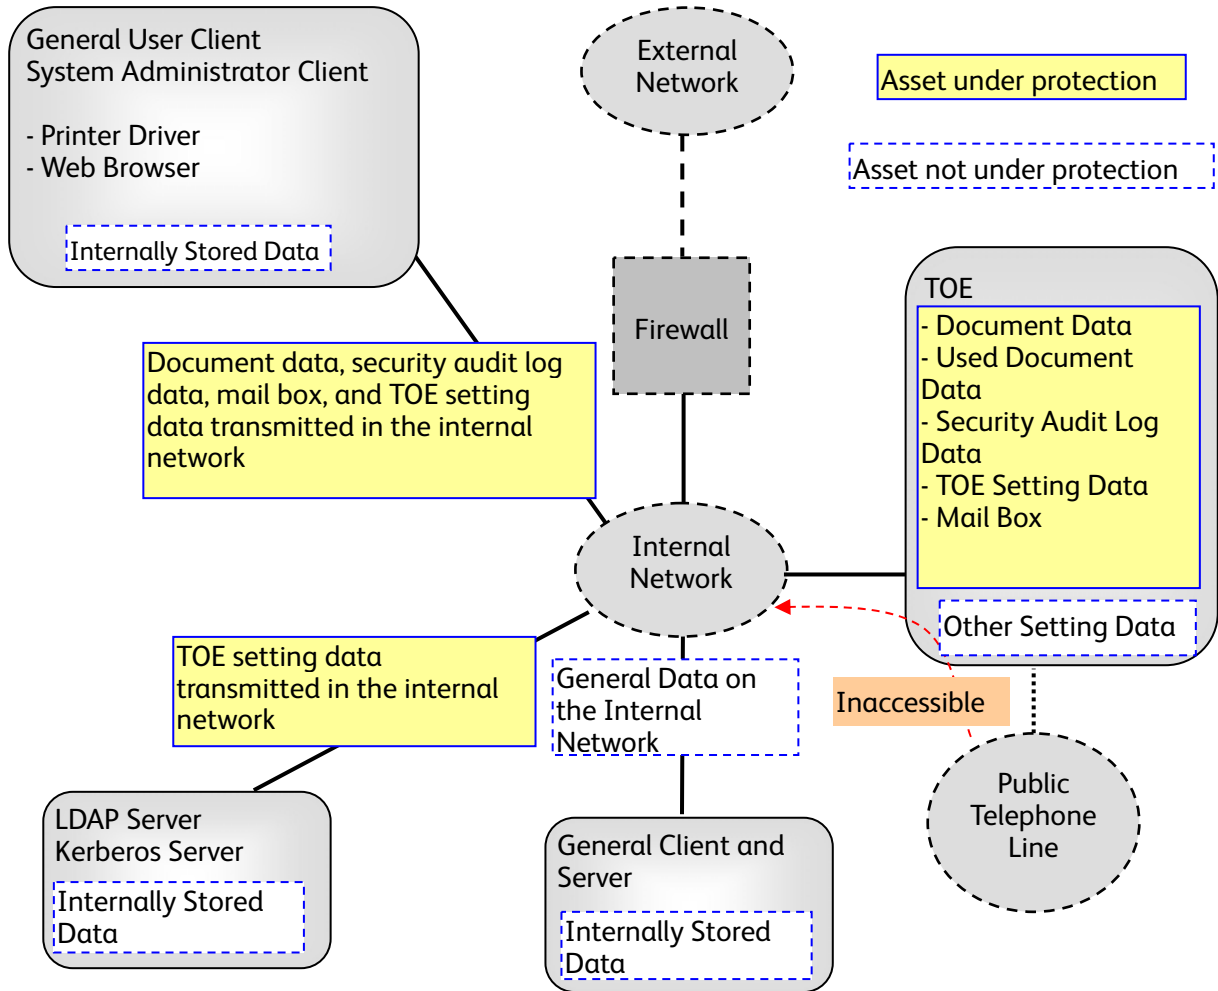 General User Client
System Administrator Client
- Printer Driver
- Web Browser
Internally Stored Data
External
Network
Asset under protection
Asset not under protection
Firewall
TOE
- Document Data
- Used Document
Data
- Security Audit Log
Data
- TOE Setting Data
- Mail Box
Other Setting Data
Document data, security audit log
data, mail box, and TOE setting
data transmitted in the internal
network
Internal
Network
TOE setting data
transmitted in the internal
network
General Data on
the Internal
Network
Inaccessible
Public
Telephone
Line
LDAP Server
Kerberos Server
Internally Stored
Data
General Client and
Server
Internally Stored
Data